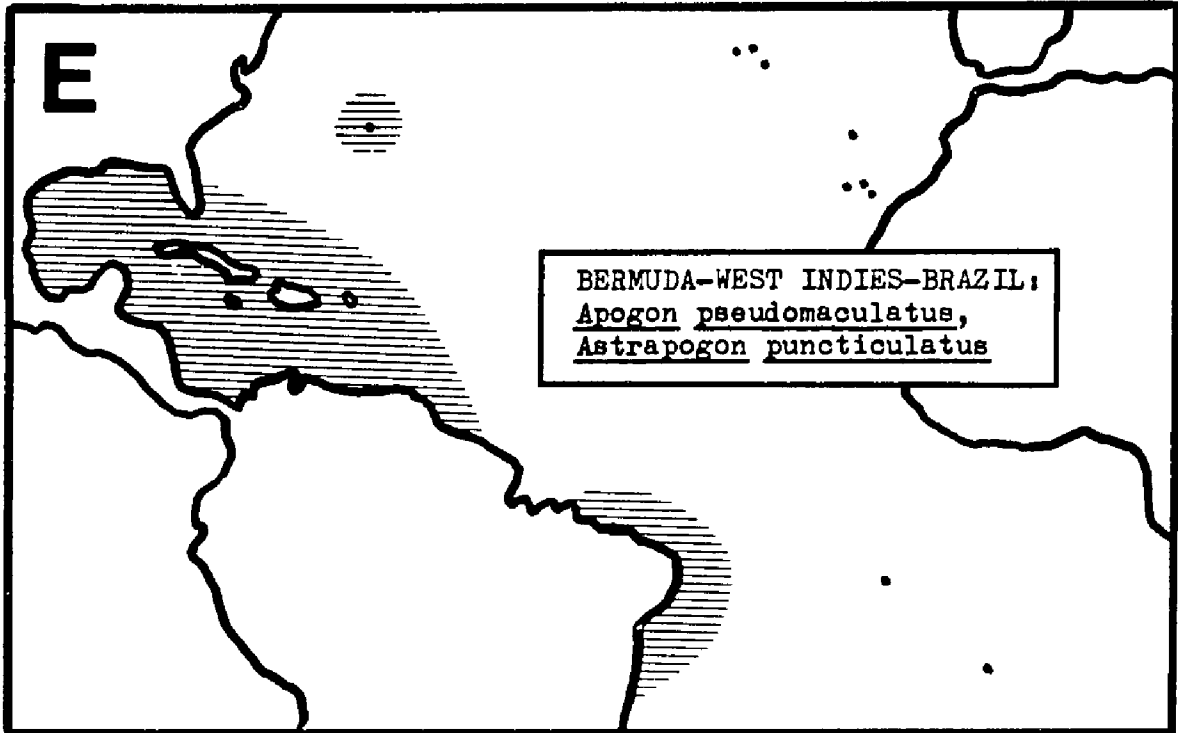 E
BERMUDA-WEST INDIES-BRAZIL:
Apogon pseudomaculatus,
Astrapogon puncticulatus